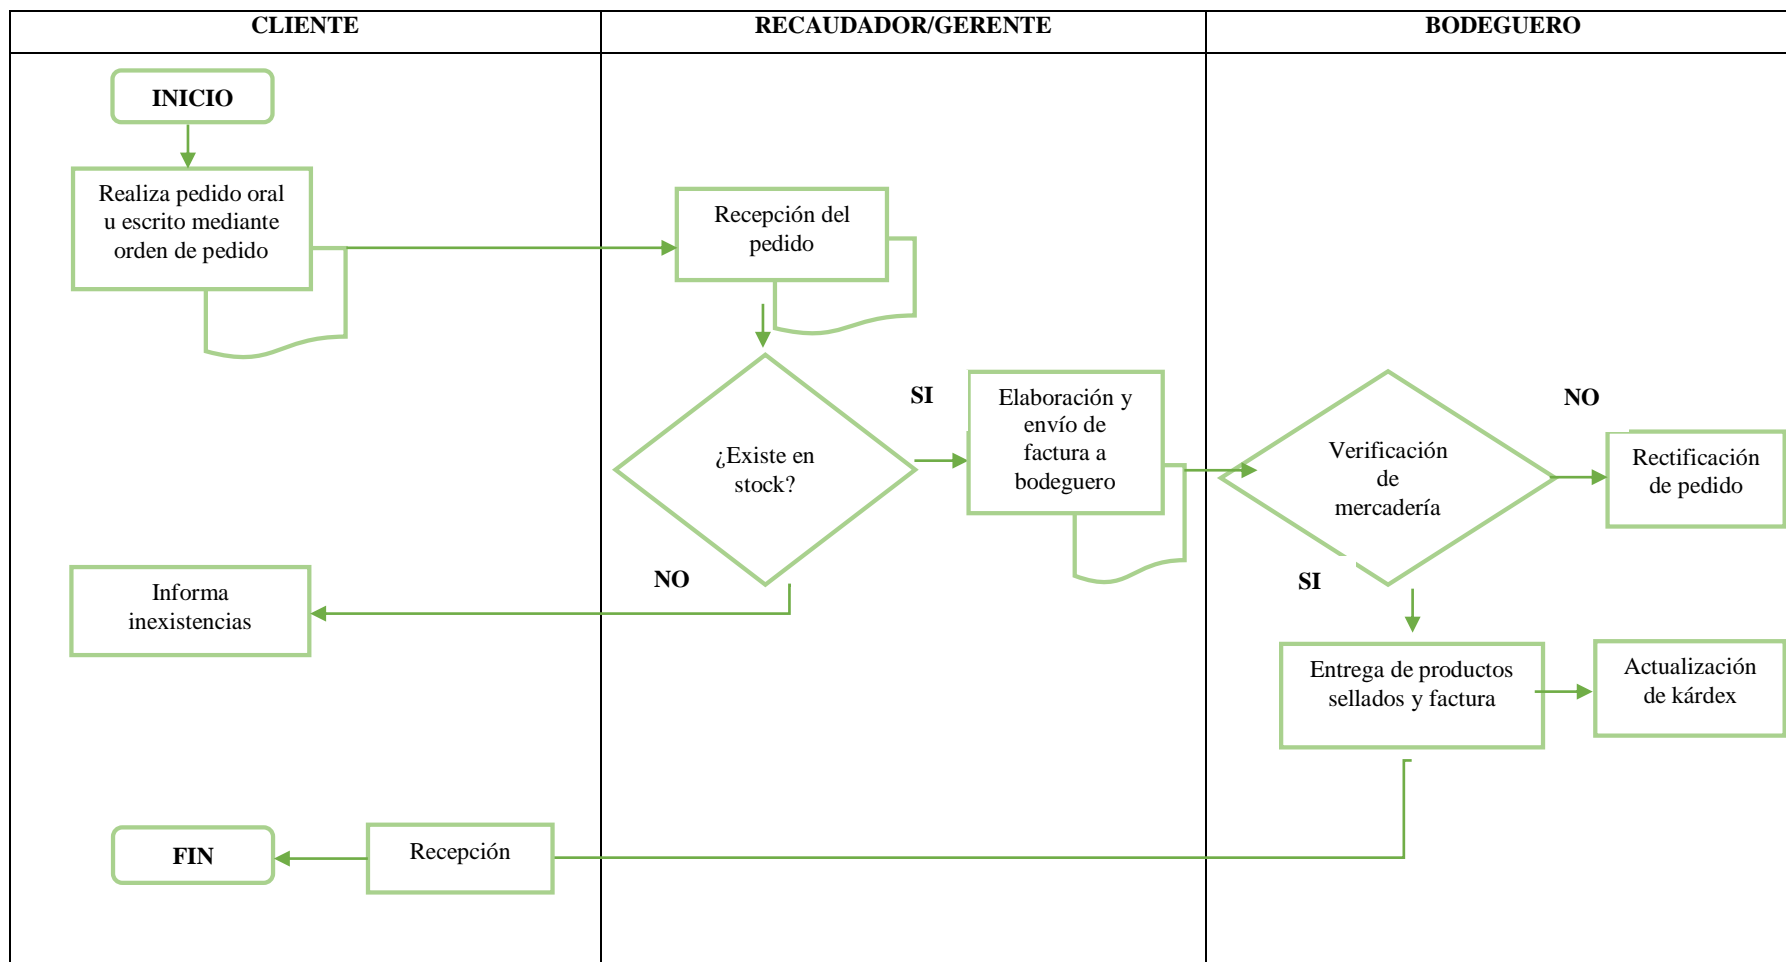 CLIENTE
RECAUDADOR/GERENTE
BODEGUERO
INICIO
Realiza pedido oral
u escrito mediante
orden de pedido
Recepción del
pedido
¿Existe en
stock?
SI
NO
Elaboración y
envío de
factura a
bodeguero
Verificación
de
mercadería
NO
Rectificación
de pedido
SI
Informa
inexistencias
Entrega de productos
sellados y factura
Actualización
de kárdex
FIN
Recepción